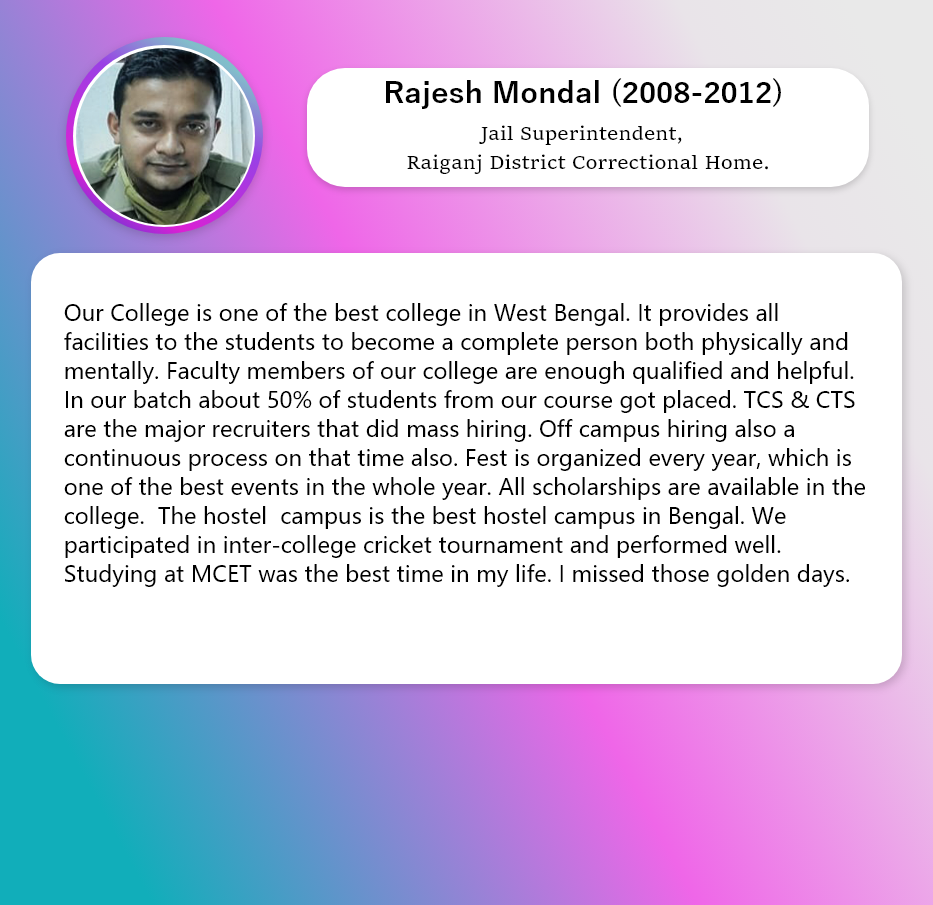 Rajesh Mondal (2008-2012)
Jail Superintendent,
Raiganj District Correctional Home.
Our College is one of the best college in West Bengal. It provides all
facilities to the students to become a complete person both physically and
mentally. Faculty members of our college are enough qualified and helpful.
In our batch about 50% of students from our course got placed. TCS & CTS
are the major recruiters that did mass hiring. Off campus hiring also a
continuous process on that time also. Fest is organized every year, which is
one of the best events in the whole year. All scholarships are available in the
college.  The hostel  campus is the best hostel campus in Bengal. We
participated in inter-college cricket tournament and performed well.
Studying at MCET was the best time in my life. I missed those golden days.